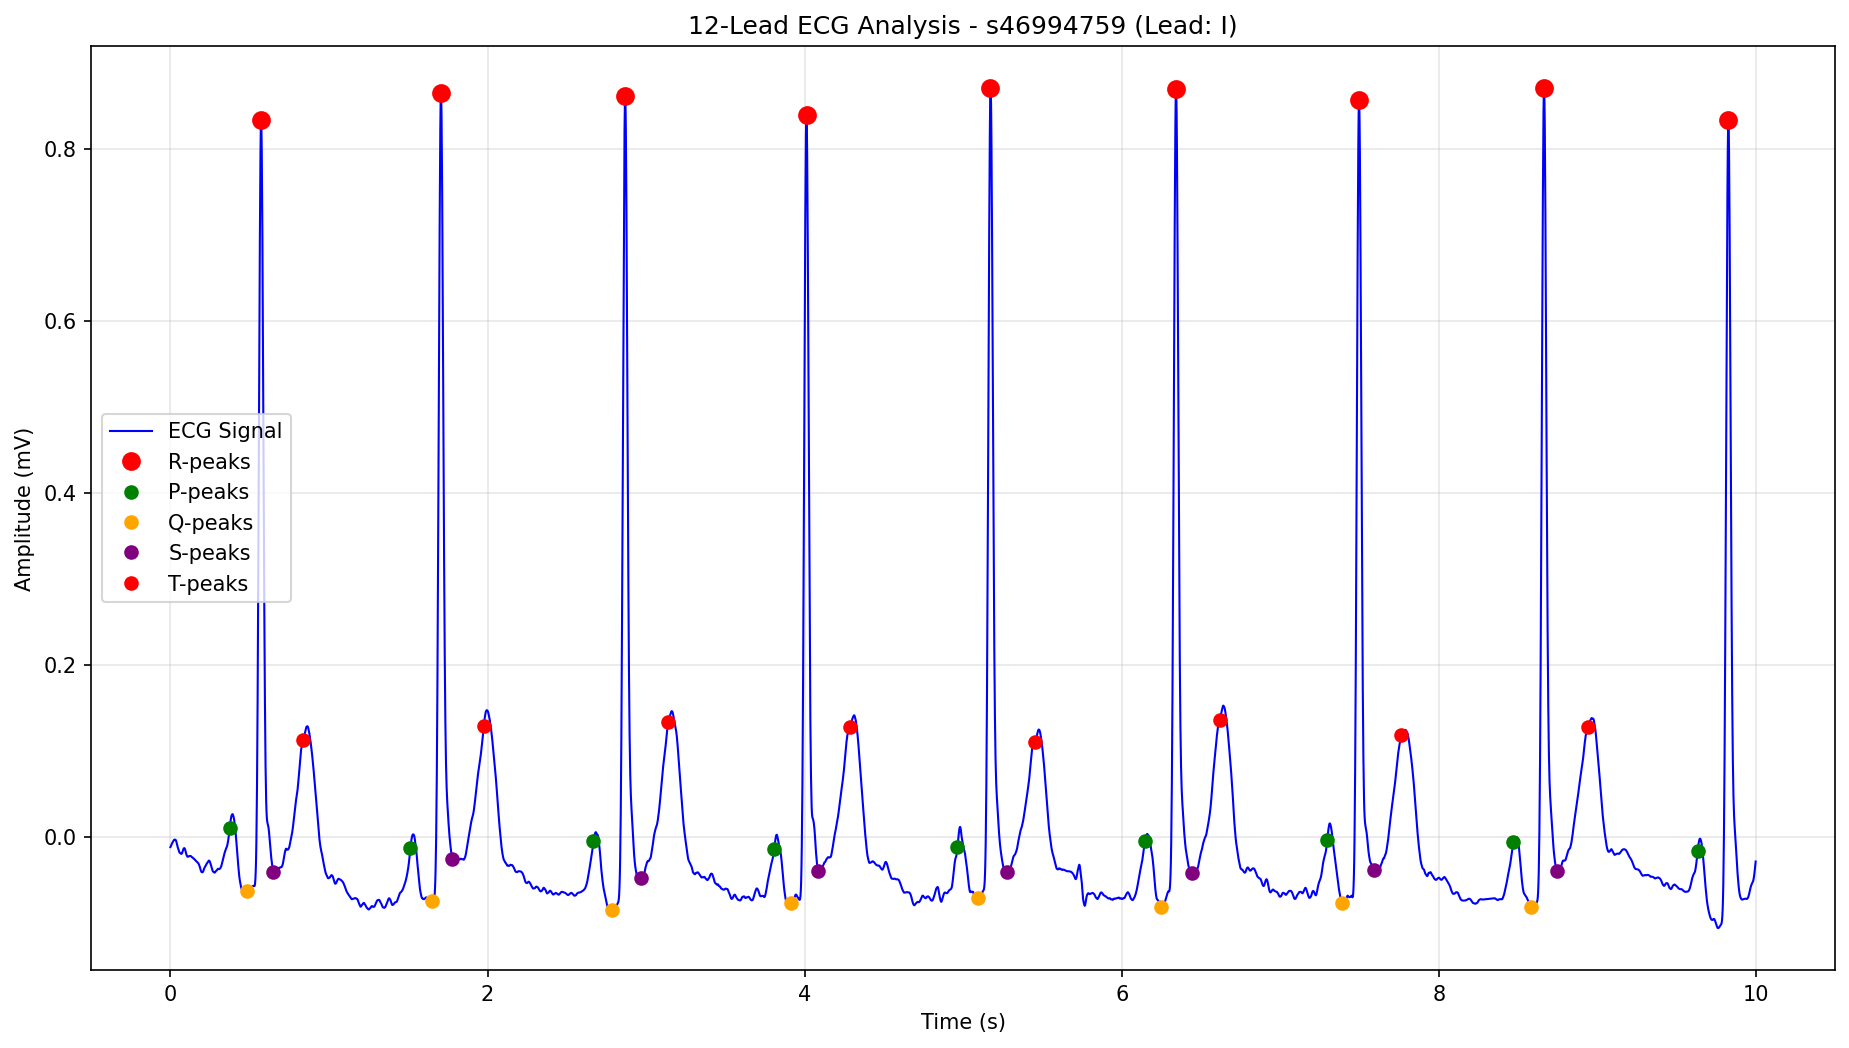 12-Lead ECG Analysis - s46994759 (Lead: I)
Amplitude (mV)
0.8
0.6
0.4
0.2
0.0
ECG Signal
R-peaks
P-peaks
Q-peaks
S-peaks
T-peaks
0 2 4 6 8 10
Time (s)